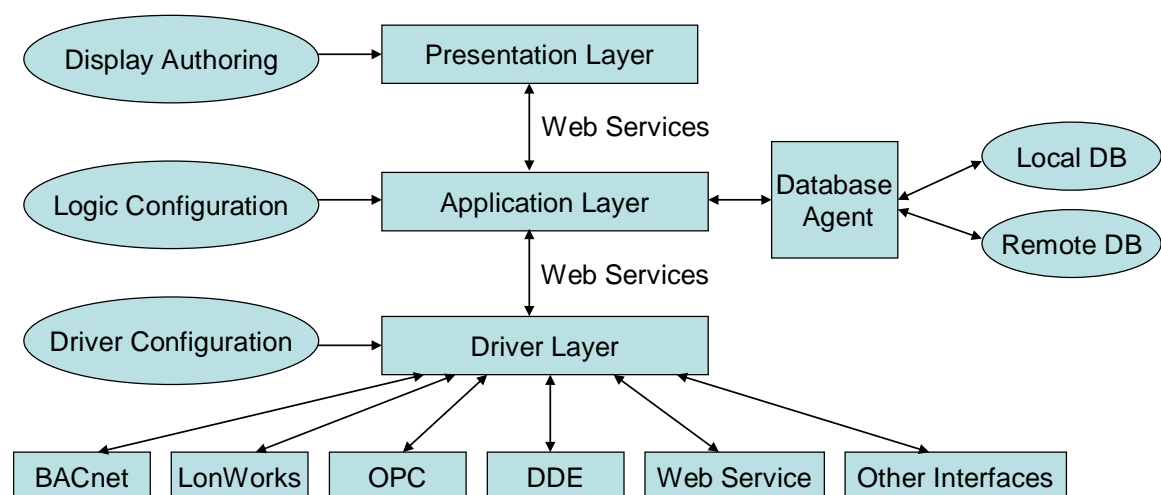 Display Authoring
Presentation Layer
Web Services
Logic Configuration
Application Layer
Database
Agent
Local DB
Remote DB
Web Services
Driver Configuration
Driver Layer
BACnet
LonWorks
OPC
DDE
Web Service
Other Interfaces